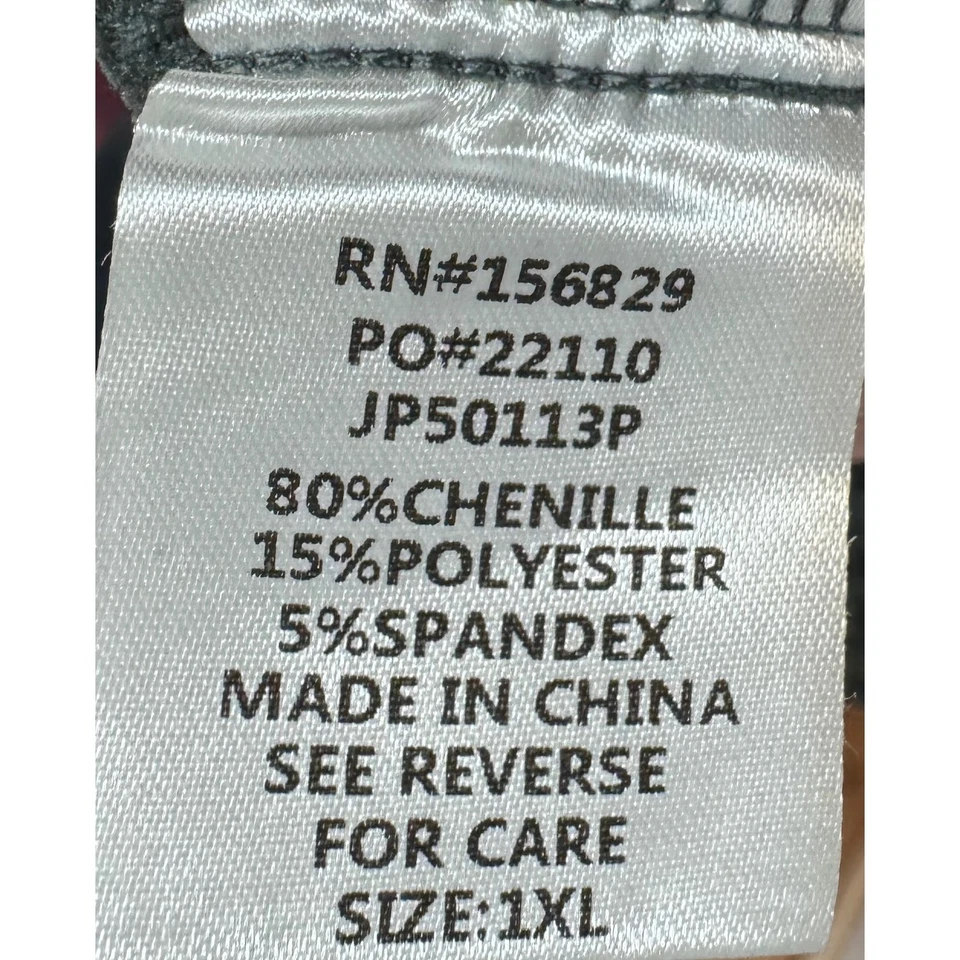 RN#156829
PO#22110
JP50113P
80%CHENILLE
15%POLYESTER
5%SPANDEX
MADE IN CHINA
SEE REVERSE
FOR CARE
SIZE:1XL